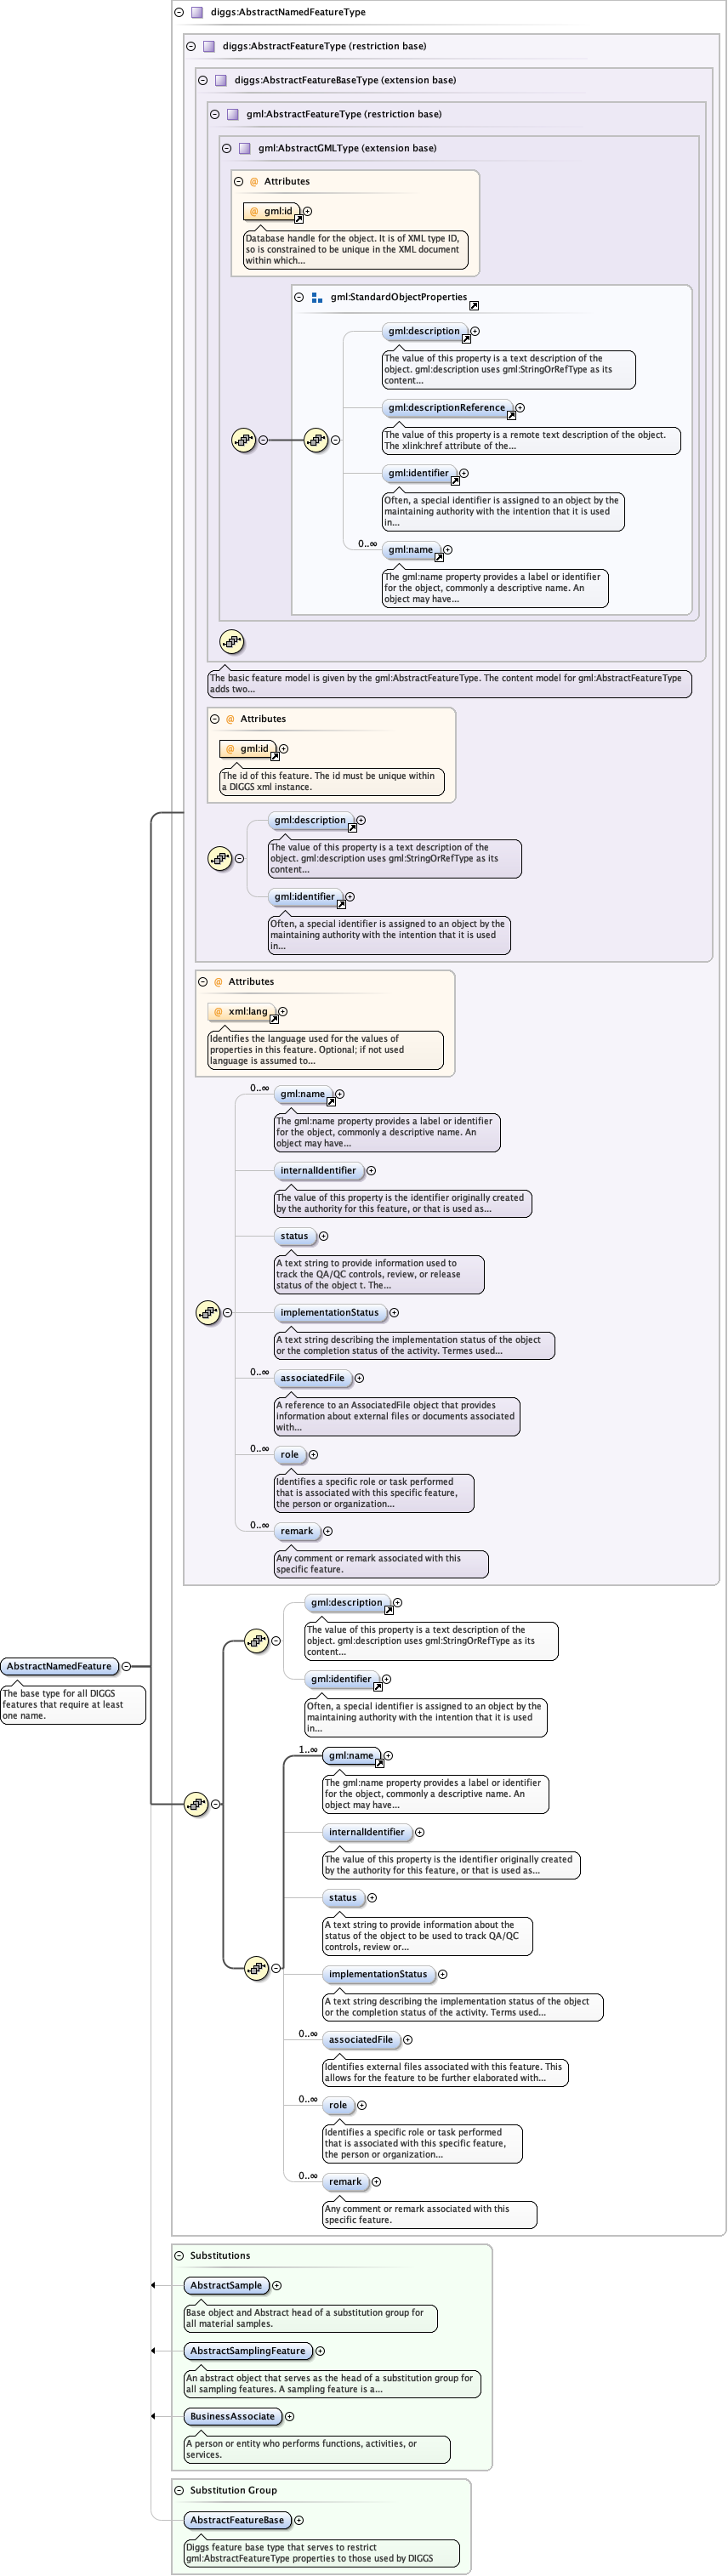 diggs:AbstractNamedFeatureType
diggs:AbstractFeatureType (restriction base)
diggs:AbstractFeatureBaseType (extension base)
gml:AbstractFeatureType (restriction base)
gml:AbstractGMLType (extension base)
@ Attributes
@ gml:id
Database handle for the object. It is of XML type ID,
so is constrained to be unique in the XML document
within which...
gml:StandardObjectProperties
gml:description
The value of this property is a text description of the
object. gml:description uses gml:StringOrRefType as its
content...
gml:descriptionReference
The value of this property is a remote text description of the object.
The xlink:href attribute of the...
gml:identifier
Often, a special identifier is assigned to an object by the
maintaining authority with the intention that it is used
in...
0..∞
gml:name
The gml:name property provides a label or identifier
for the object, commonly a descriptive name. An
object may have...
The basic feature model is given by the gml:AbstractFeatureType. The content model for gml:AbstractFeatureType
adds two...
@ Attributes
@ gml:id
The id of this feature. The id must be unique within
a DIGGS xml instance.
gml:description
The value of this property is a text description of the
object. gml:description uses gml:StringOrRefType as its
content...
gml:identifier
Often, a special identifier is assigned to an object by the
maintaining authority with the intention that it is used
in...
@ Attributes
@ xml:lang
Identifies the language used for the values of
properties in this feature. Optional; if not used
language is assumed to...
0..∞
gml:name
The gml:name property provides a label or identifier
for the object, commonly a descriptive name. An
object may have...
internalIdentifier
The value of this property is the identifier originally created
by the authority for this feature, or that is used as...
status
A text string to provide information used to
track the QA/QC controls, review, or release
status of the object t. The...
implementationStatus
A text string describing the implementation status of the object
or the completion status of the activity. Termes used...
0..∞
associatedFile
A reference to an AssociatedFile object that provides
information about external files or documents associated
with...
0..∞
role
Identifies a specific role or task performed
that is associated with this specific feature,
the person or organization...
0..∞
remark
Any comment or remark associated with this
specific feature.
gml:description
The value of this property is a text description of the
object. gml:description uses gml:StringOrRefType as its
content...
AbstractNamedFeature
The base type for all DIGGS
features that require at least
one name.
gml:identifier
Often, a special identifier is assigned to an object by the
maintaining authority with the intention that it is used
in...
1..∞
gml:name
The gml:name property provides a label or identifier
for the object, commonly a descriptive name. An
object may have...
internalIdentifier
The value of this property is the identifier originally created
by the authority for this feature, or that is used as...
status
A text string to provide information about the
status of the object to be used to track QA/QC
controls, review or...
implementationStatus
A text string describing the implementation status of the object
or the completion status of the activity. Terms used...
0..∞
associatedFile
Identifies external files associated with this feature. This
allows for the feature to be further elaborated with...
0..∞
role
Identifies a specific role or task performed
that is associated with this specific feature,
the person or organization...
0..∞
remark
Any comment or remark associated with this
specific feature.
Substitutions
AbstractSample
Base object and Abstract head of a substitution group for
all material samples.
AbstractSamplingFeature
An abstract object that serves as the head of a substitution group for
all sampling features. A sampling feature is a...
BusinessAssociate
A person or entity who performs functions, activities, or
services.
Substitution Group
AbstractFeatureBase
Diggs feature base type that serves to restrict
gml:AbstractFeatureType properties to those used by DIGGS